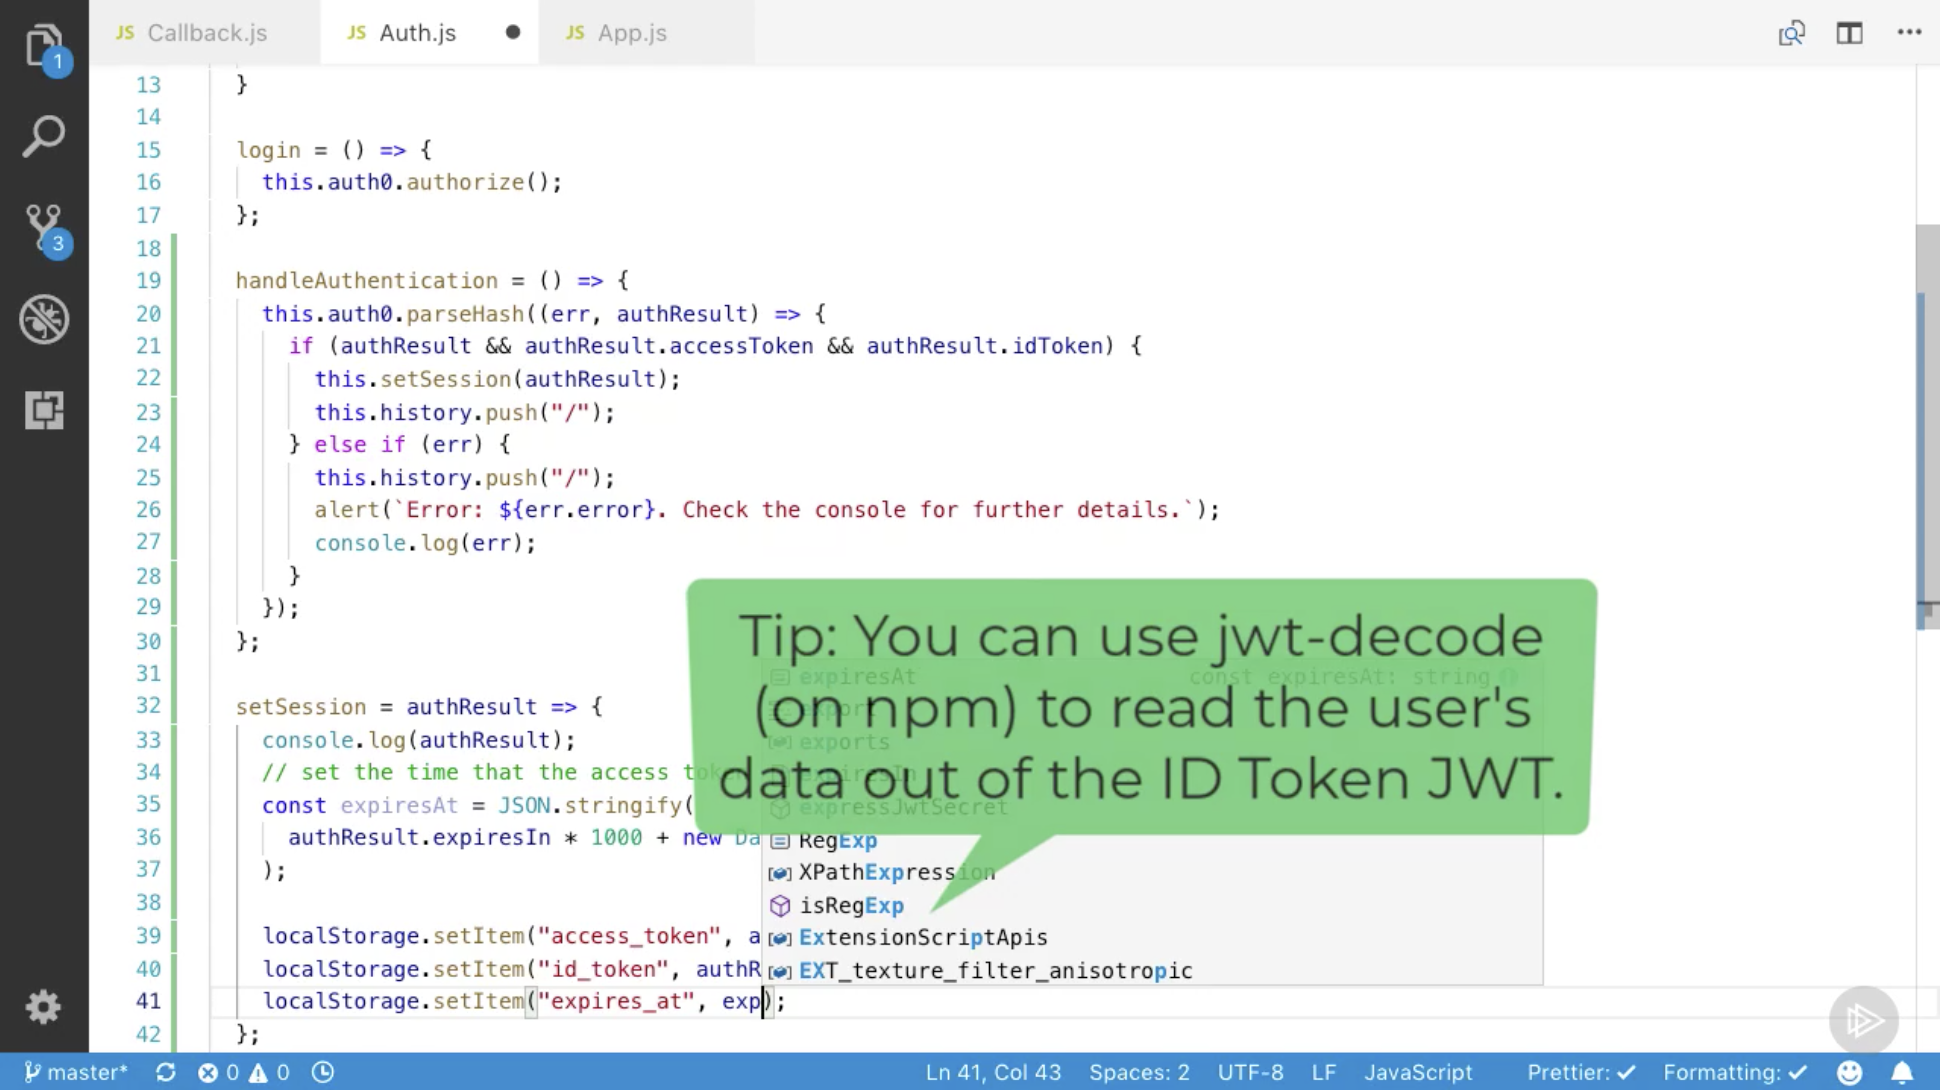 JS Callback.js JS Auth.js JS App.js
1
3
13 }
14
15 login = () => {
16 this.auth0.authorize();
17 };
18
19 handleAuthentication = () => {
20 this.auth0.parseHash((err, authResult) => {
21 if (authResult && authResult.accessToken && authResult.idToken) {
22 this.setSession(authResult);
23 this.history.push("/");
24 } else if (err) {
25 this.history.push("/");
26 alert(`Error: ${err.error}. Check the console for further details.`);
27 console.log(err);
28 }
29 });
30 };
31
32 setSession = authResult => {
33 console.log(authResult);
34 // set the time that the access token
35 const expiresAt = JSON.stringify(
36 authResult.expiresIn * 1000 + new Da
37 );
38
39 localStorage.setItem("access_token", a
40 localStorage.setItem("id_token", authR
41 localStorage.setItem("expires_at", exp);
42 };
Tip: You can use jwt-decode
(on npm) to read the user's
data out of the ID Token JWT.
expiresAt const expiresAt: string
export
exports
expiresIn
expressJwtSecret
RegExp
XPathExpression
isRegExp
ExtensionScriptApis
EXT_texture_filter_anisotropic
master* 0 0 Ln 41, Col 43 Spaces: 2 UTF-8 LF JavaScript Prettier: ✓ Formatting: ✓